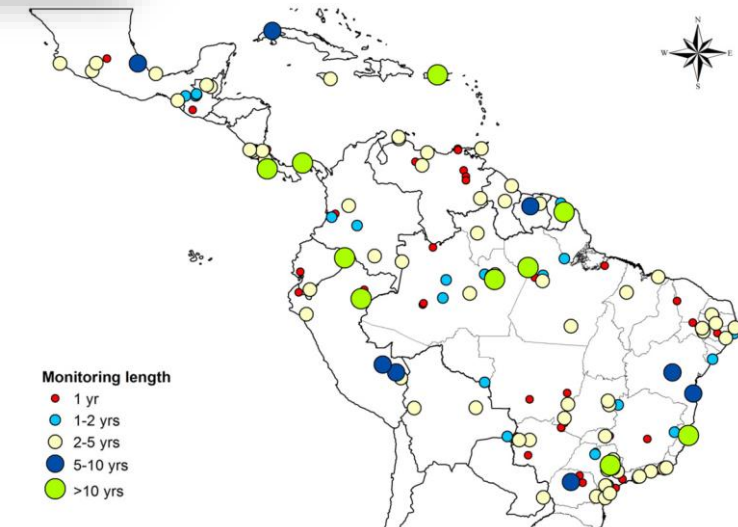 N
W E
S
Monitoring length
1 yr
1-2 yrs
2-5 yrs
5-10 yrs
>10 yrs